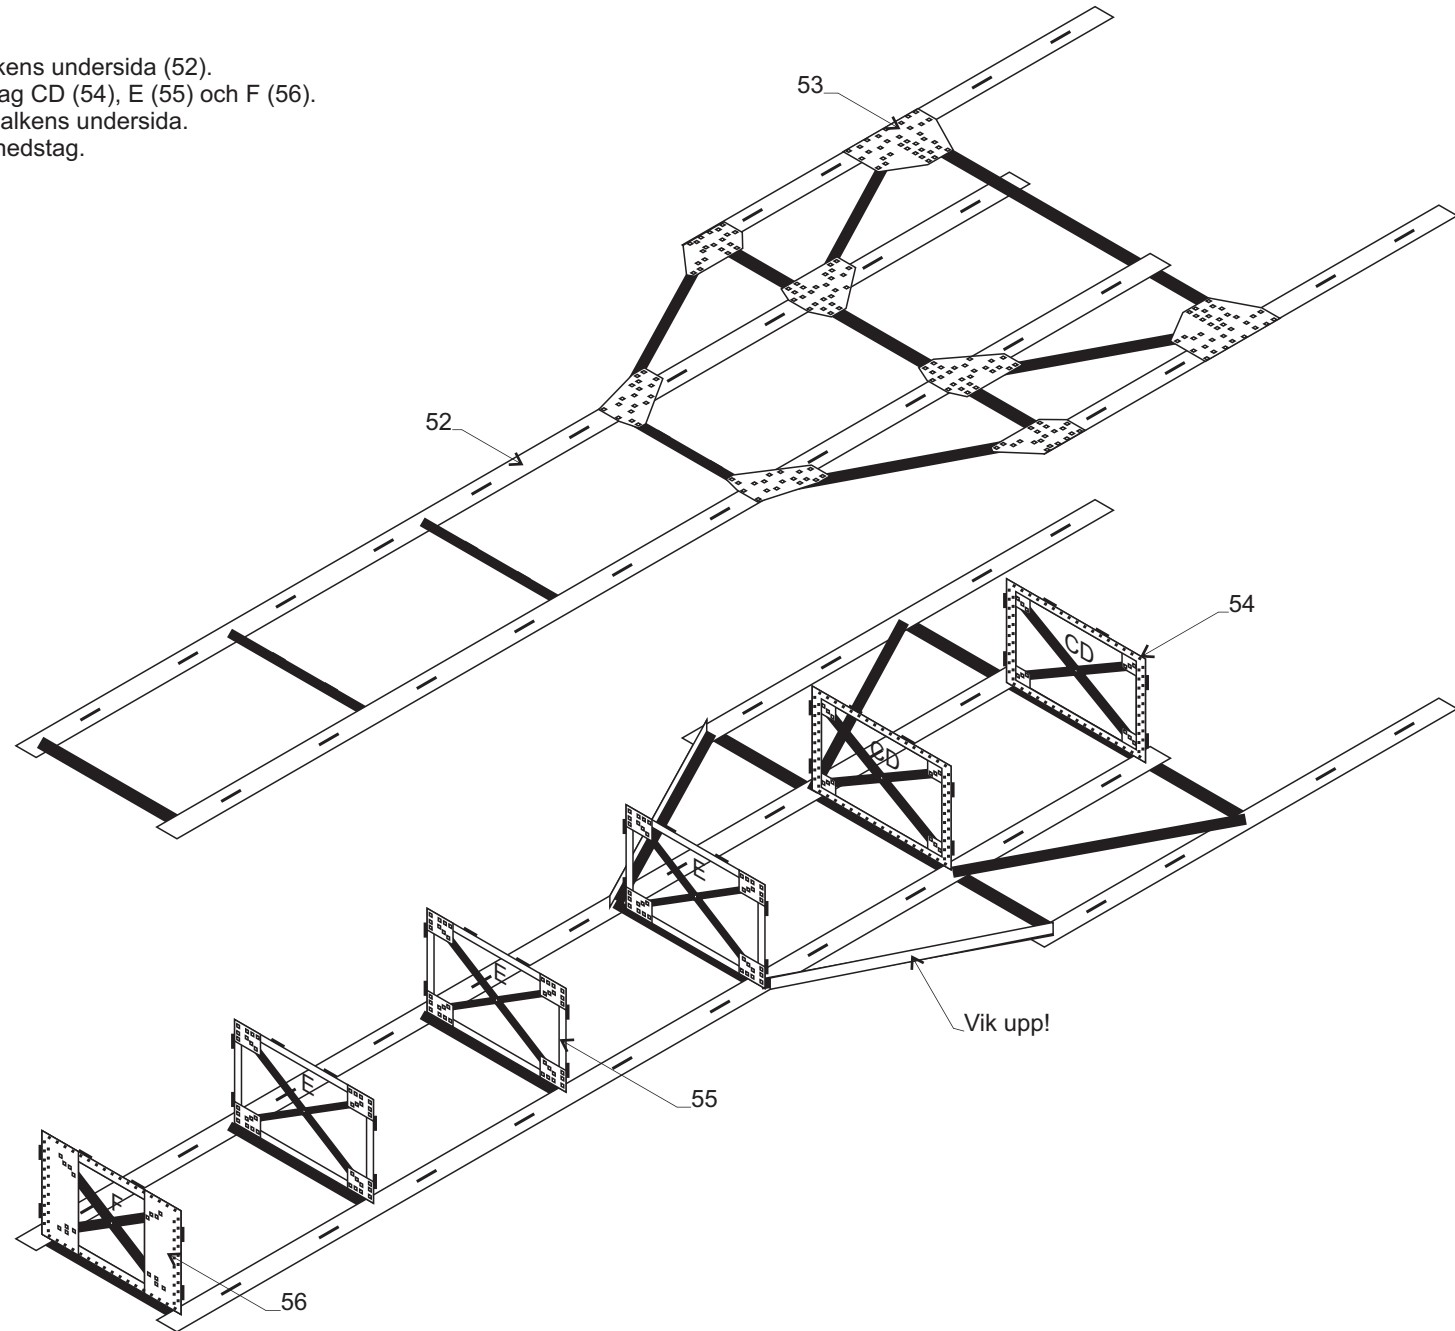 kens undersida (52).
ag CD (54), E (55) och F (56).
alkens undersida.
nedstag.
53
52
54
CD
CD
E
E
Vik upp!
E
55
F
56